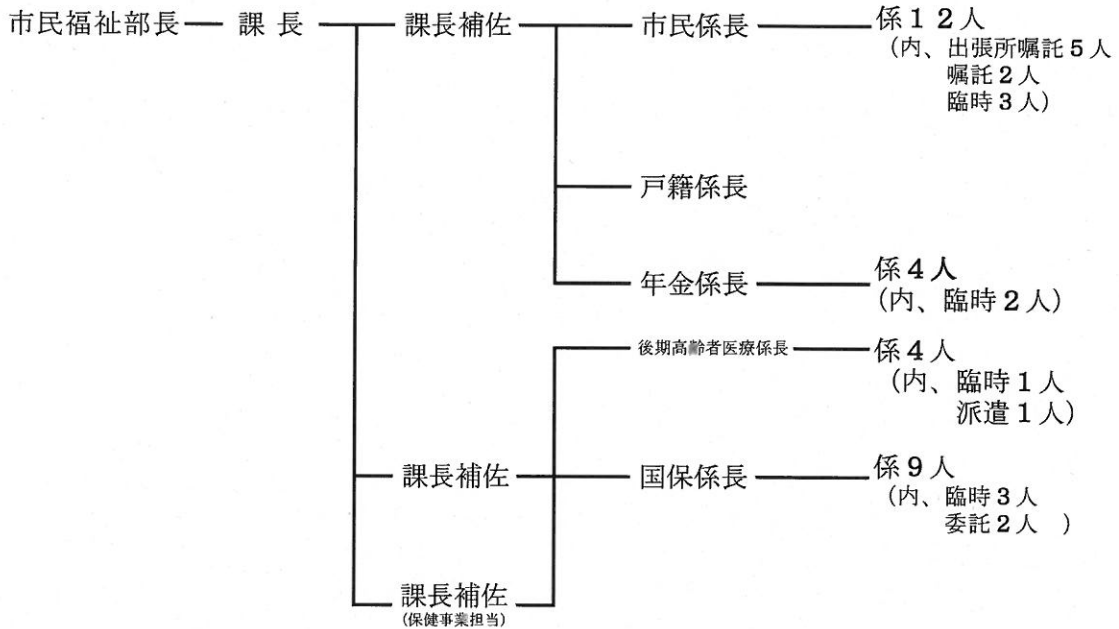 市民福祉部長 課長 課長補佐 市民係長 係12人
(内、出張所嘱託5人
嘱託2人
臨時3人)
戸籍係長
年金係長 係4人
(内、臨時2人)
後期高齢者医療係長 係4人
(内、臨時1人
派遣1人)
課長補佐 国保係長 係9人
(内、臨時3人
委託2人 )
課長補佐
(保健事業担当)